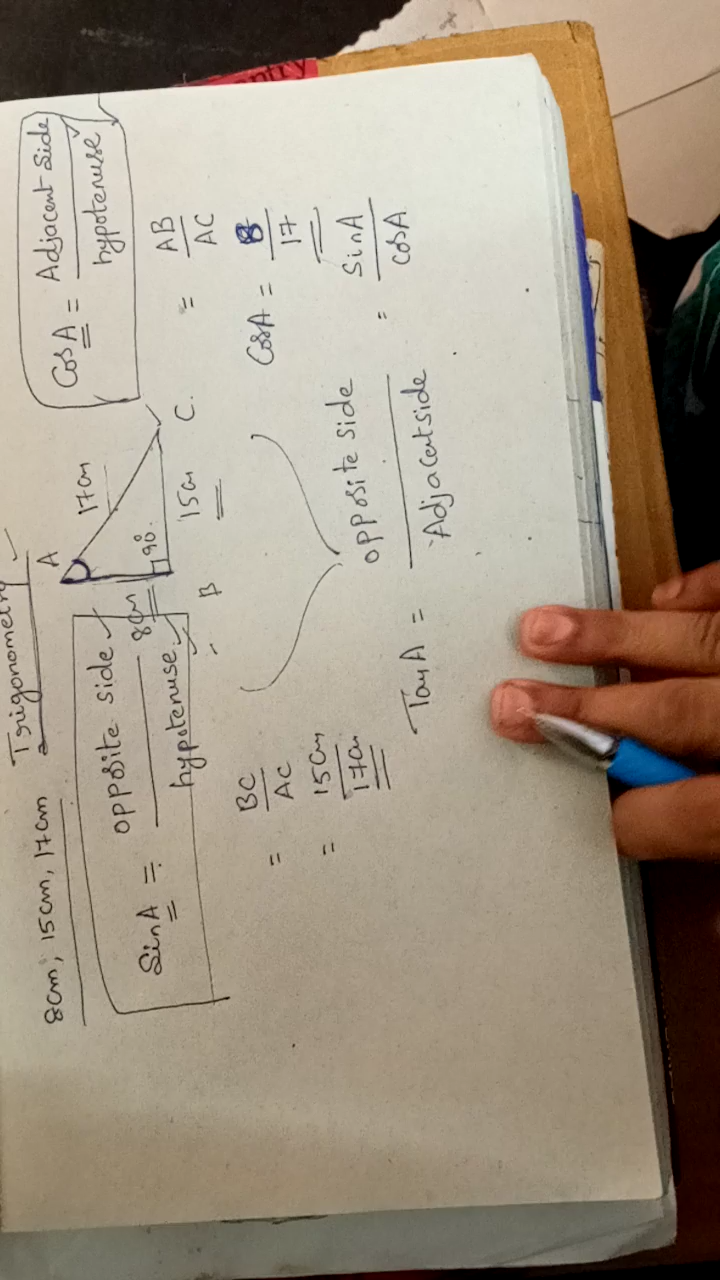 8cm, 15cm, 17cm
Trigonometry
Sin A = opposite side
hypotenuse
A
17cm
8cm
90°
B
15cm
C.
Cos A = Adjacent side
hypotenuse
= BC
AC
= 15cm
17cm
= AB
AC
Cos A = 8
17
Tan A = opposite side
Adjacent side
= Sin A
Cos A
ntry